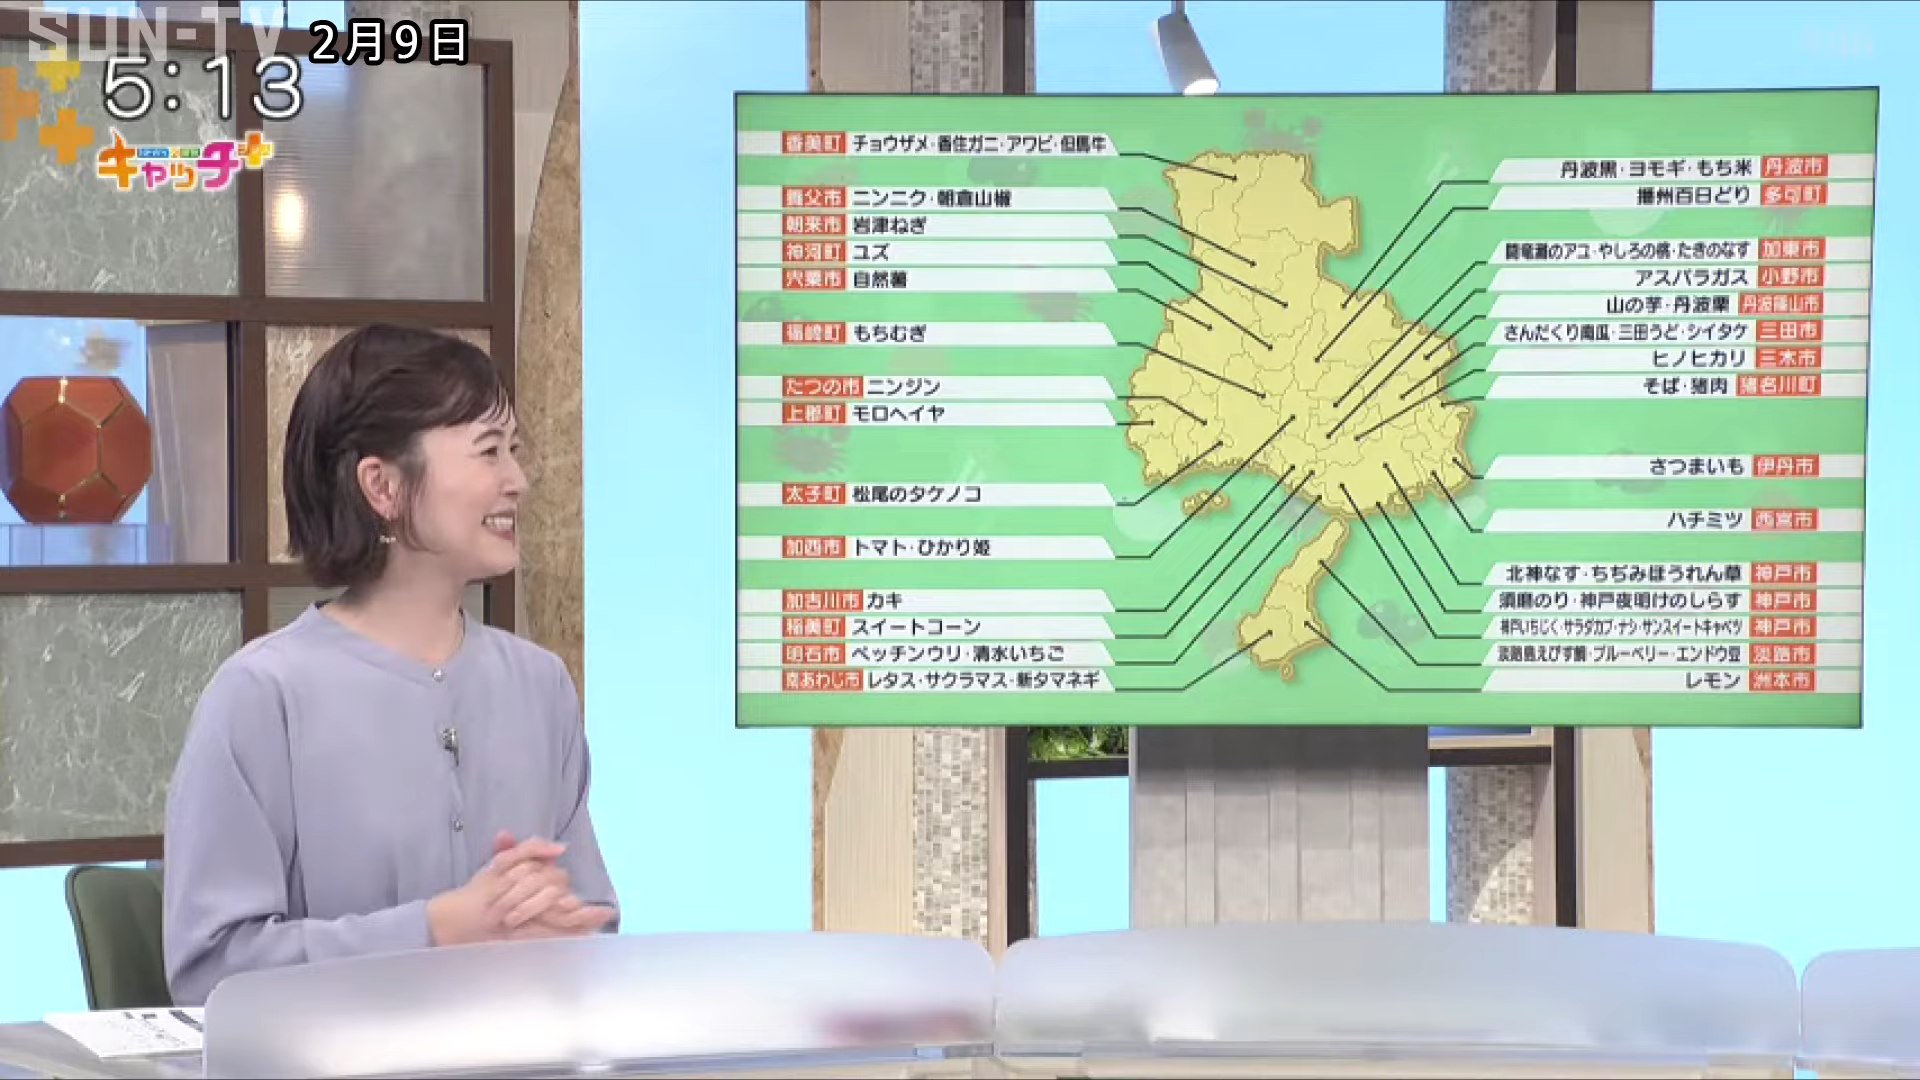 SUN-TV
2月9日
5:13
キャッチ+
香美町 チョウザメ・香住ガニ・アワビ・但馬牛
養父市 ニンニク・朝倉山椒
朝来市 岩津ねぎ
神河町 ユズ
宍粟市 自然薯
福崎町 もちむぎ
たつの市 ニンジン
上郡町 モロヘイヤ
太子町 松尾のタケノコ
加西市 トマト・ひかり姫
加古川市 カキ
稲美町 スイートコーン
明石市 ペッチンウリ・清水いちご
南あわじ市 レタス・サクラマス・新タマネギ
丹波黒・ヨモギ・もち米 丹波市
播州百日どり 多可町
闘竜灘のアユ・やしろの桃・たきのなす 加東市
アスパラガス 小野市
山の芋・丹波栗 丹波篠山市
さんだくり南瓜・三田うど・シイタケ 三田市
ヒノヒカリ 三木市
そば・猪肉 猪名川町
さつまいも 伊丹市
ハチミツ 西宮市
北神なす・ちぢみほうれん草 神戸市
須磨のり・神戸夜明けのしらす 神戸市
神戸いちじく・サラダカブ・ナシ・サンスイートキャベツ 神戸市
淡路島えびす鯛・ブルーベリー・エンドウ豆 淡路市
レモン 洲本市